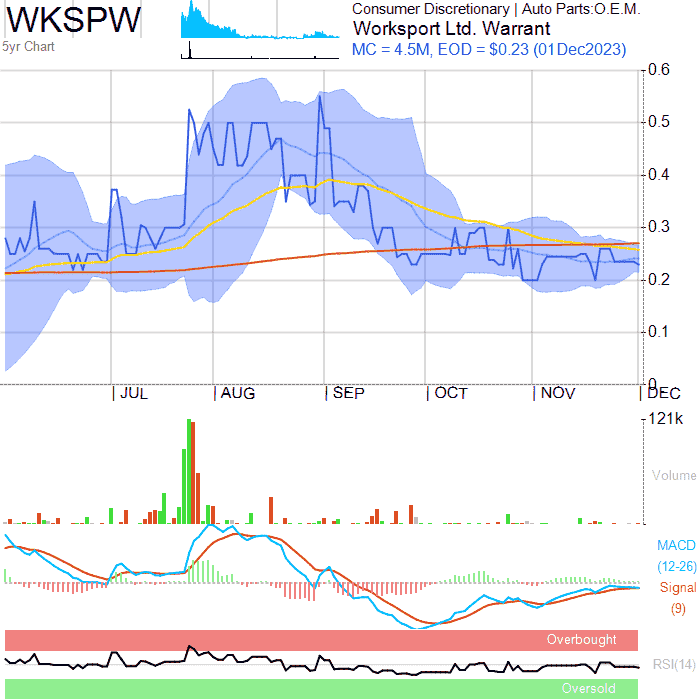 WKSPW
5yr Chart
Consumer Discretionary | Auto Parts:O.E.M.
Worksport Ltd. Warrant
MC = 4.5M, EOD = $0.23 (01Dec2023)
0.6
0.5
0.4
0.3
0.2
0.1
0
JUL AUG SEP OCT NOV DEC
121k
Volume
MACD
(12-26)
Signal
(9)
Overbought
RSI(14)
Oversold